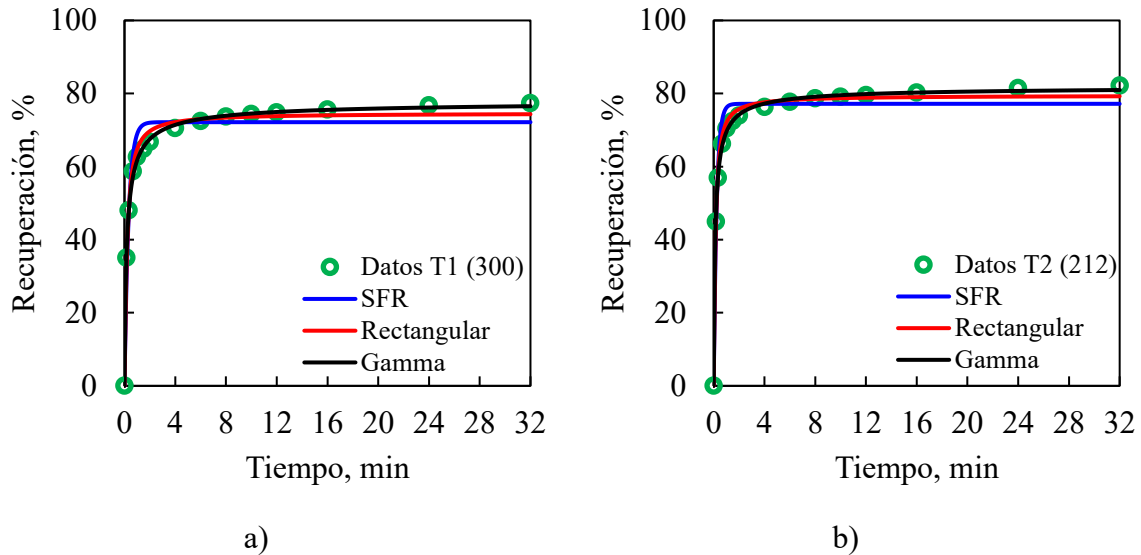 100
80
60
40
20
0
Recuperación, %
Datos T1 (300)
SFR
Rectangular
Gamma
0 4 8 12 16 20 24 28 32
Tiempo, min
a)
100
80
60
40
20
0
Recuperación, %
Datos T2 (212)
SFR
Rectangular
Gamma
0 4 8 12 16 20 24 28 32
Tiempo, min
b)